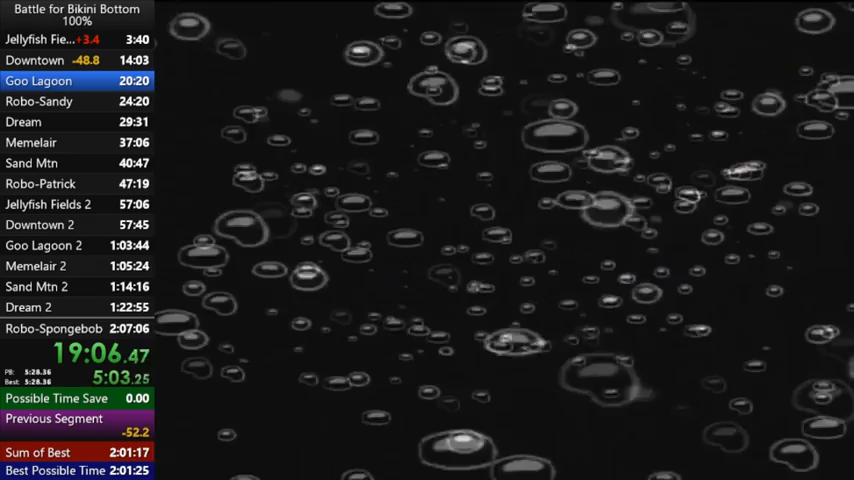 Battle for Bikini Bottom
100%
Jellyfish Fie... +3.4 3:40
Downtown -48.8 14:03
Goo Lagoon 20:20
Robo-Sandy 24:20
Dream 29:31
Memelair 37:06
Sand Mtn 40:47
Robo-Patrick 47:19
Jellyfish Fields 2 57:06
Downtown 2 57:45
Goo Lagoon 2 1:03:44
Memelair 2 1:05:24
Sand Mtn 2 1:14:16
Dream 2 1:22:55
Robo-Spongebob 2:07:06
19:06.47
PB: 5:28.36
Best: 5:28.36
5:03.25
Possible Time Save 0.00
Previous Segment
-52.2
Sum of Best 2:01:17
Best Possible Time 2:01:25